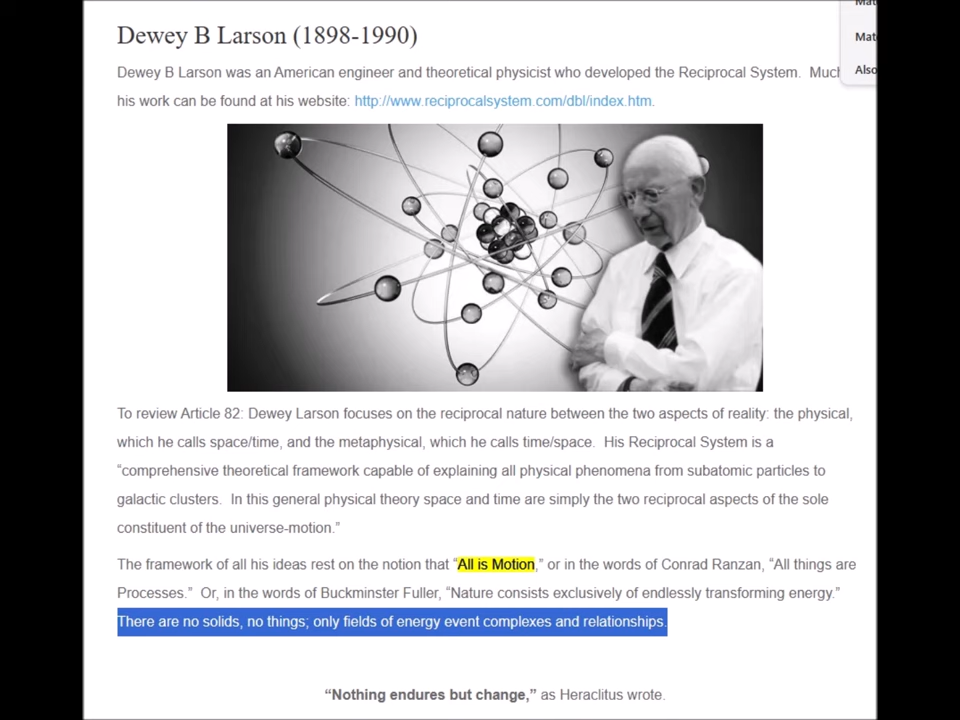 Dewey B Larson (1898-1990)
Dewey B Larson was an American engineer and theoretical physicist who developed the Reciprocal System.
his work can be found at his website: http://www.reciprocalsystem.com/dbl/index.htm.
Also
To review Article 82: Dewey Larson focuses on the reciprocal nature between the two aspects of reality: the physical,
which he calls space/time, and the metaphysical, which he calls time/space. His Reciprocal System is a
“comprehensive theoretical framework capable of explaining all physical phenomena from subatomic particles to
galactic clusters. In this general physical theory space and time are simply the two reciprocal aspects of the sole
constituent of the universe-motion.”
The framework of all his ideas rest on the notion that “All is Motion,” or in the words of Conrad Ranzan, “All things are
Processes.” Or, in the words of Buckminster Fuller, “Nature consists exclusively of endlessly transforming energy.”
There are no solids, no things; only fields of energy event complexes and relationships.
“Nothing endures but change,” as Heraclitus wrote.